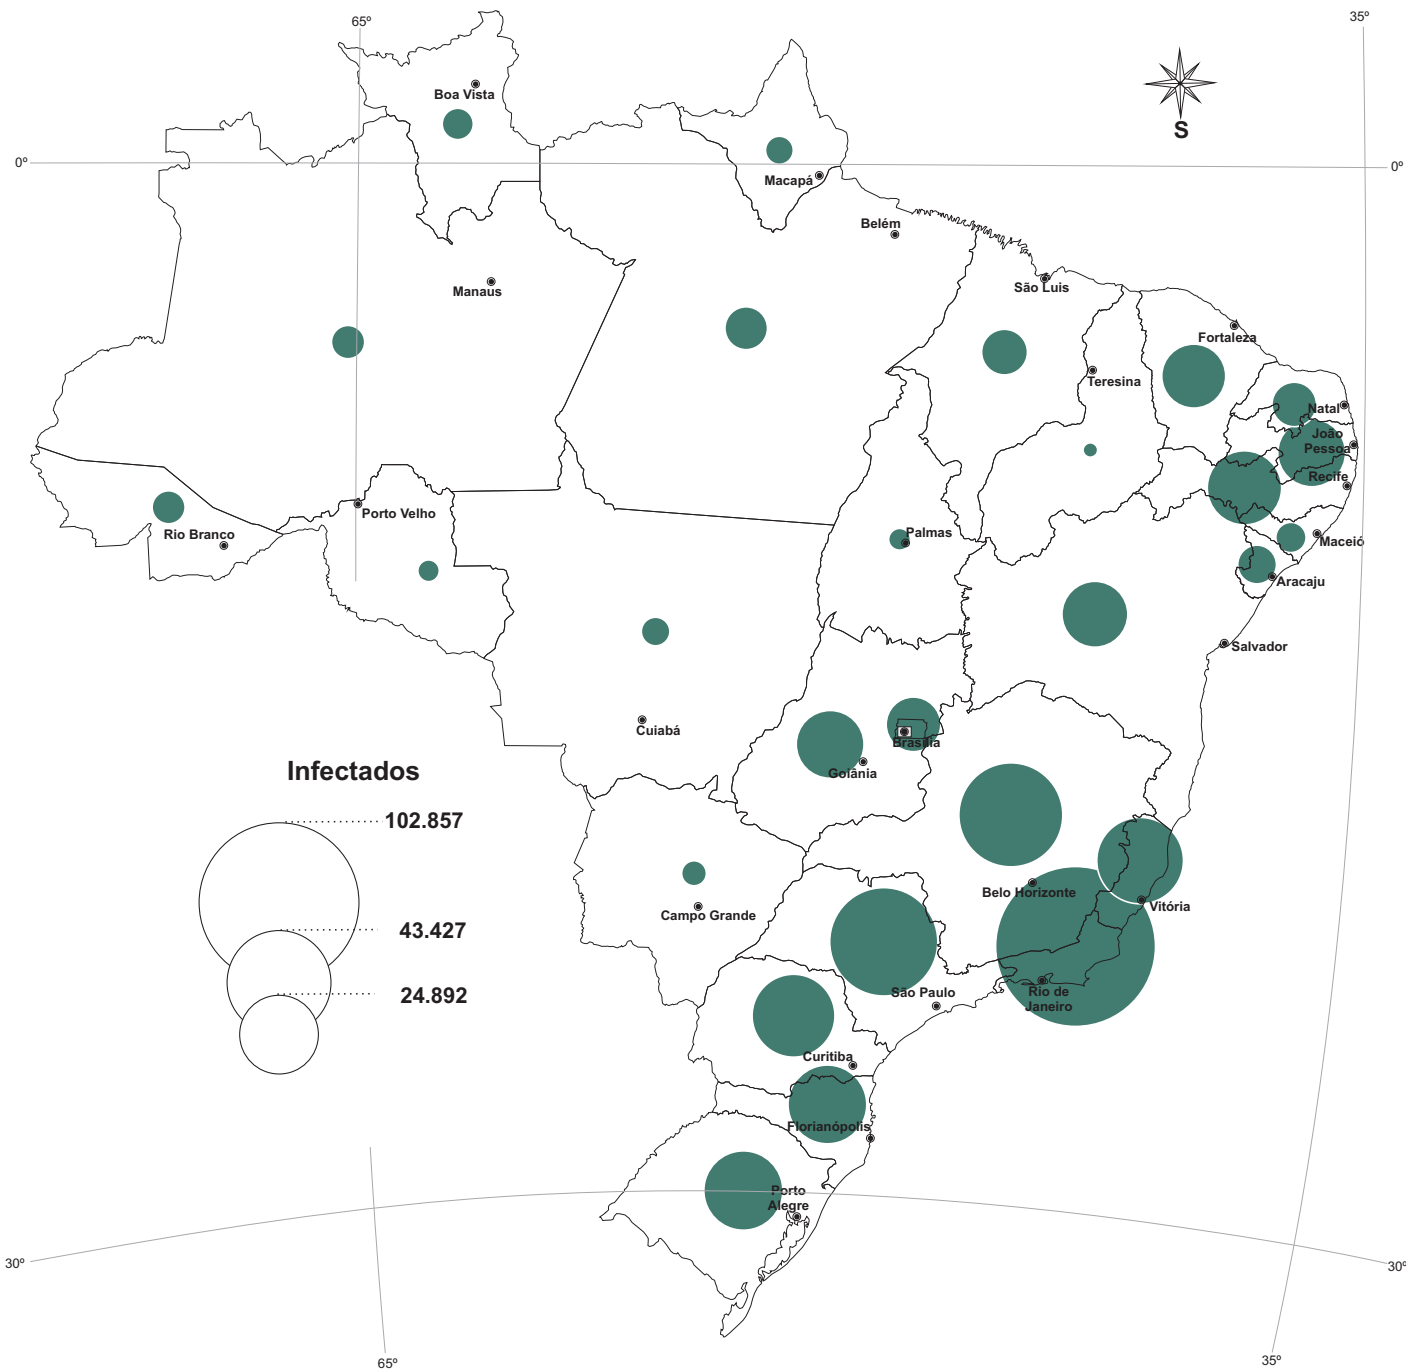 65º
35º
Boa Vista
S
0º
0º
Macapá
Belém
São Luis
Manaus
Fortaleza
Teresina
Natal
João
Pessoa
Recife
Porto Velho
Rio Branco
Palmas
Maceió
Aracaju
Salvador
Cuiabá
Brasília
Goiânia
Infectados
102.857
Belo Horizonte
Campo Grande
Vitória
43.427
24.892
São Paulo
Rio de
Janeiro
Curitiba
Florianópolis
Porto
Alegre
30º
30º
65º
35º